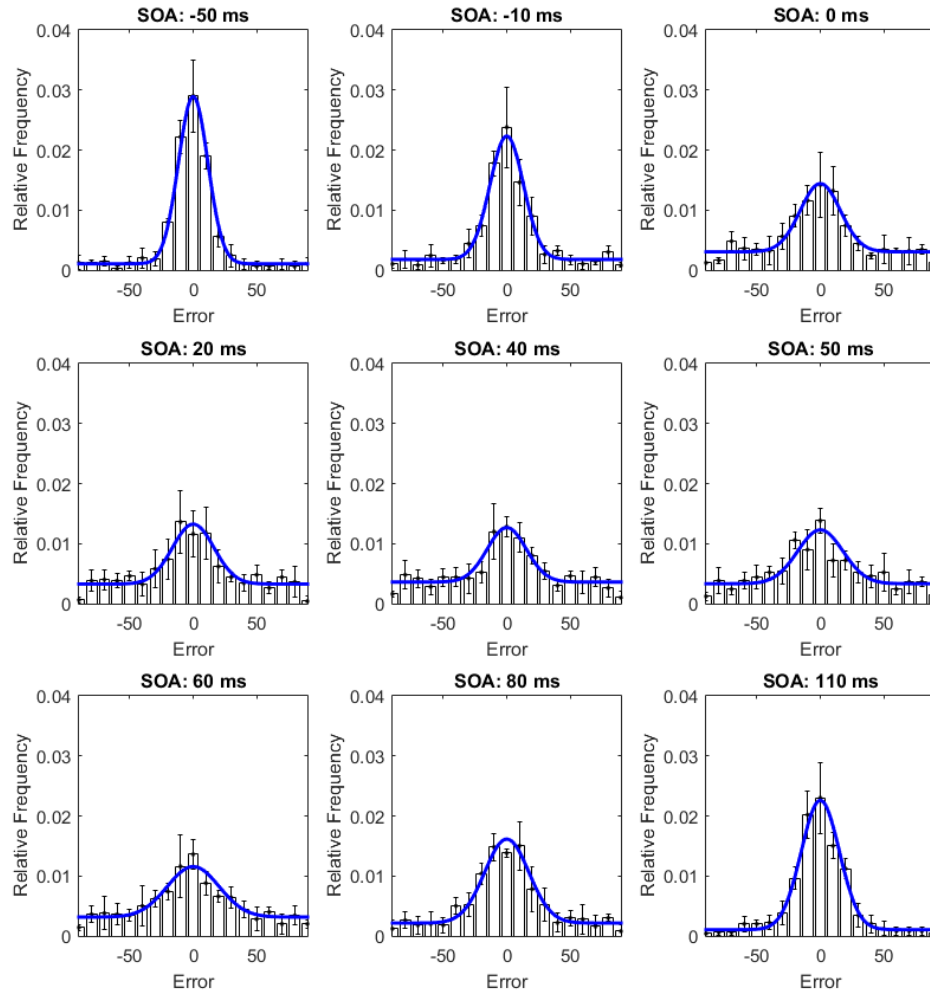 SOA: -50 ms
SOA: -10 ms
SOA: 0 ms
Relative Frequency
0.04
0.03
0.02
0.01
0
-50
0
50
Error
Relative Frequency
0.04
0.03
0.02
0.01
0
-50
0
50
Error
Relative Frequency
0.04
0.03
0.02
0.01
0
-50
0
50
Error
SOA: 20 ms
SOA: 40 ms
SOA: 50 ms
Relative Frequency
0.04
0.03
0.02
0.01
0
-50
0
50
Error
Relative Frequency
0.04
0.03
0.02
0.01
0
-50
0
50
Error
Relative Frequency
0.04
0.03
0.02
0.01
0
-50
0
50
Error
SOA: 60 ms
SOA: 80 ms
SOA: 110 ms
Relative Frequency
0.04
0.03
0.02
0.01
0
-50
0
50
Error
Relative Frequency
0.04
0.03
0.02
0.01
0
-50
0
50
Error
Relative Frequency
0.04
0.03
0.02
0.01
0
-50
0
50
Error